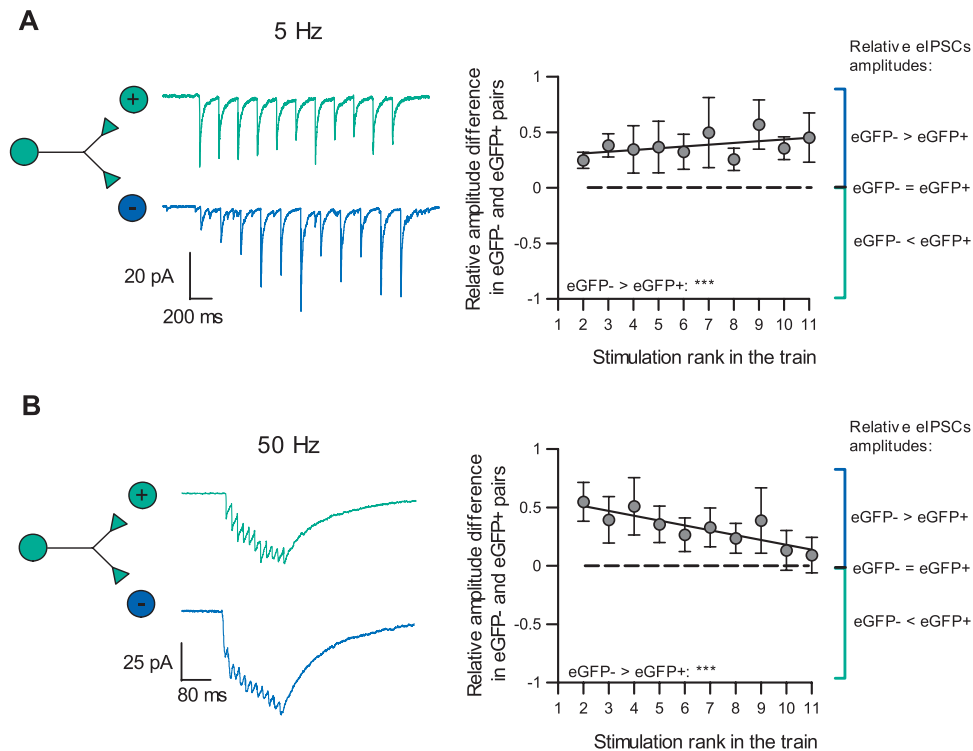 A
5 Hz
+
-
20 pA
200 ms
Relative amplitude difference
in eGFP- and eGFP+ pairs
1
0.5
0
-0.5
-1
eGFP- > eGFP+: ***
1 2 3 4 5 6 7 8 9 10 11
Stimulation rank in the train
Relative eIPSCs
amplitudes:
eGFP- > eGFP+
eGFP- = eGFP+
eGFP- < eGFP+
B
50 Hz
+
-
25 pA
80 ms
Relative amplitude difference
in eGFP- and eGFP+ pairs
1
0.5
0
-0.5
-1
eGFP- > eGFP+: ***
1 2 3 4 5 6 7 8 9 10 11
Stimulation rank in the train
Relative eIPSCs
amplitudes:
eGFP- > eGFP+
eGFP- = eGFP+
eGFP- < eGFP+